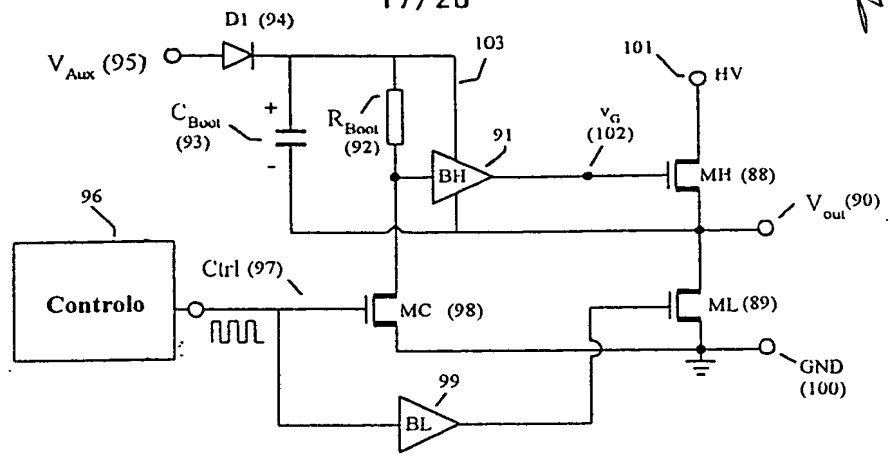 17/26
D1 (94)
V_Aux (95)
103
101
HV
+
C_Boot
(93)
-
R_Boot
(92)
91
BH
v_G
(102)
MH (88)
V_out (90)
96
Ctrl (97)
Controlo
MC (98)
ML (89)
99
BL
GND
(100)